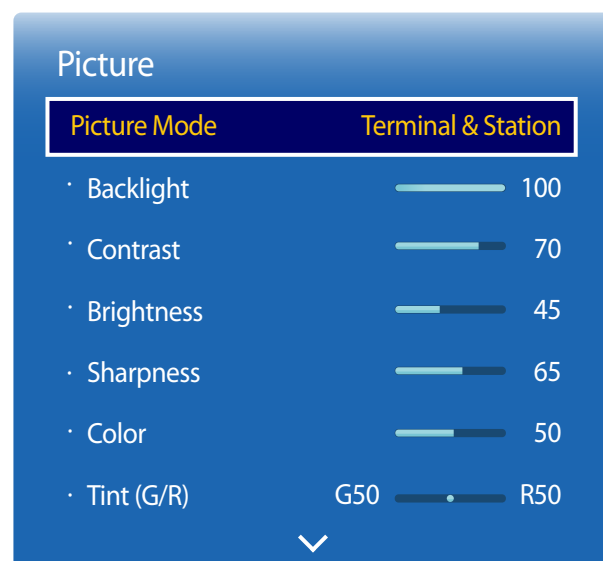 Picture
Picture Mode Terminal & Station
· Backlight 100
· Contrast 70
· Brightness 45
· Sharpness 65
· Color 50
· Tint (G/R) G50 R50